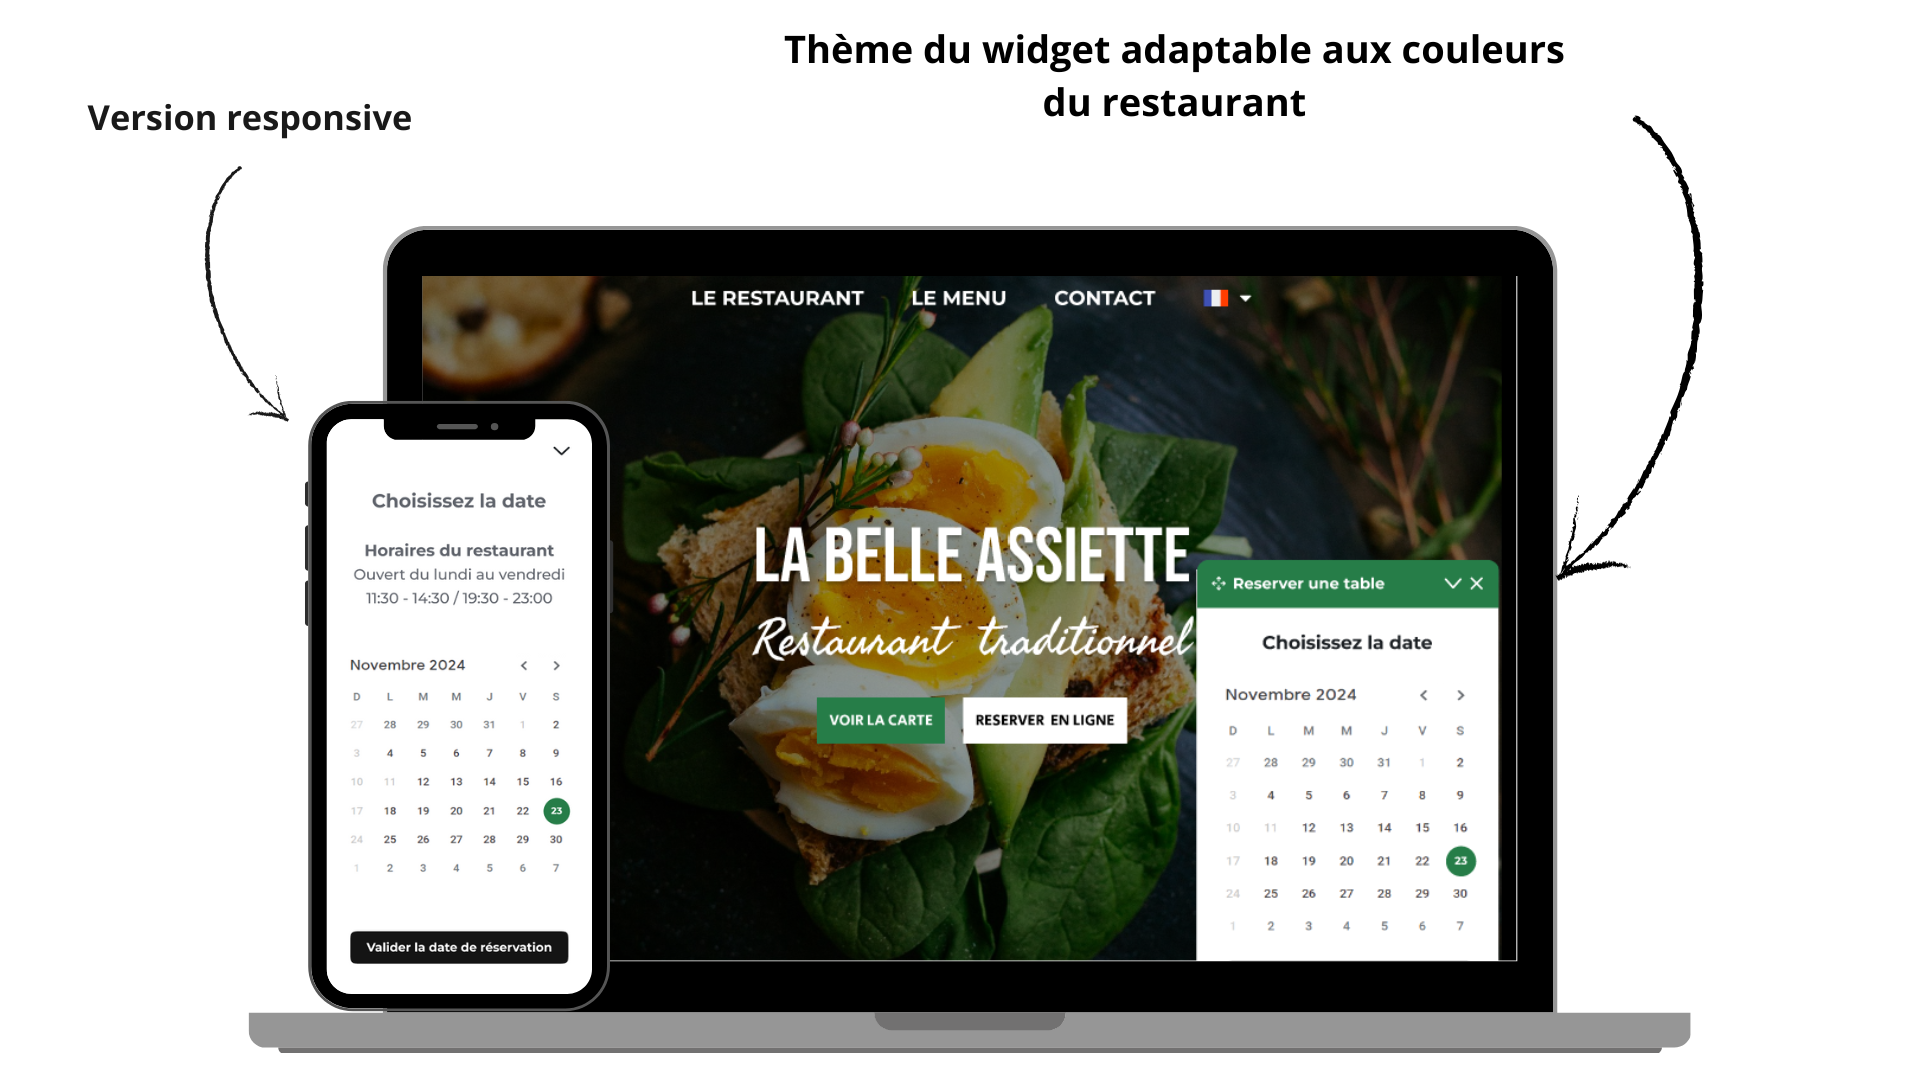 Thème du widget adaptable aux couleurs
du restaurant
Version responsive
LE RESTAURANT LE MENU CONTACT
LA BELLE ASSIETTE
Restaurant traditionnel
VOIR LA CARTE RESERVER EN LIGNE
Choisissez la date
Horaires du restaurant
Ouvert du lundi au vendredi
11:30 - 14:30 / 19:30 - 23:00
Novembre 2024 < >
D L M M J V S
27 28 29 30 31 1 2
3 4 5 6 7 8 9
10 11 12 13 14 15 16
17 18 19 20 21 22 23
24 25 26 27 28 29 30
1 2 3 4 5 6 7
Valider la date de réservation
Reserver une table
Choisissez la date
Novembre 2024 < >
D L M M J V S
27 28 29 30 31 1 2
3 4 5 6 7 8 9
10 11 12 13 14 15 16
17 18 19 20 21 22 23
24 25 26 27 28 29 30
1 2 3 4 5 6 7